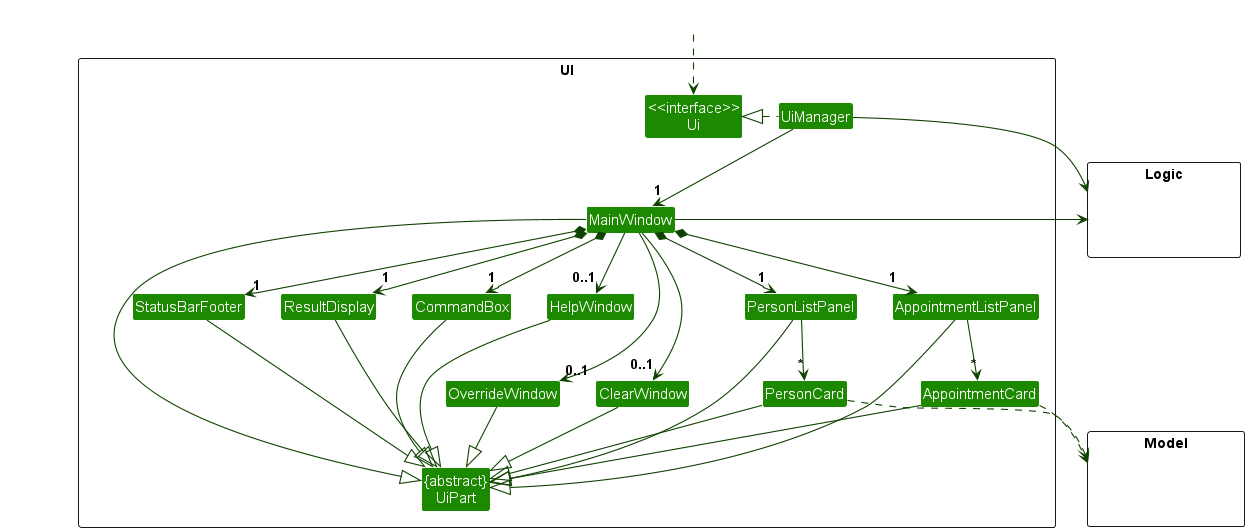 UI
<<interface>>
Ui
UiManager
Logic
1
MainWindow
1
1
1
0..1
1
1
StatusBarFooter
ResultDisplay
CommandBox
HelpWindow
PersonListPanel
AppointmentListPanel
0..1
0..1
*
*
OverrideWindow
ClearWindow
PersonCard
AppointmentCard
Model
{abstract}
UiPart